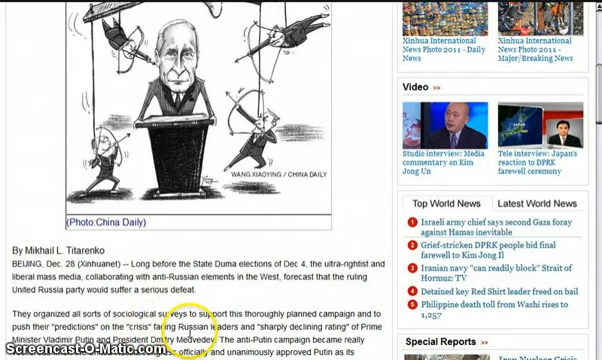 WANG XIAOYING / CHINA DAILY
(Photo:China Daily)
By Mikhail L. Titarenko
BEIJING, Dec. 28 (Xinhuanet) -- Long before the State Duma elections of Dec 4, the ultra-rightist and
liberal mass media, collaborating with anti-Russian elements in the West, forecast that the ruling
United Russia party would suffer a serious defeat.
They organized all sorts of sociological surveys to support this thoroughly planned campaign and to
push their "predictions" on the "crisis" facing Russian leaders and "sharply declining rating" of Prime
Minister Vladimir Putin and President Dmitry Medvedev. The anti-Putin campaign became really
officially and unanimously approved Putin as its
Xinhua International
News Photo 2011 - Daily
News
Xinhua International
News Photo 2011 -
Major/Breaking News
Video >>
Studio interview: Media
commentary on Kim
Jong Un
Tele interview: Japan's
reaction to DPRK
farewell ceremony
Top World News
Latest World News
1 Israeli army chief says second Gaza foray
against Hamas inevitable
2 Grief-stricken DPRK people bid final
farewell to Kim Jong Il
3 Iranian navy "can readily block" Strait of
Hormuz: TV
4 Detained key Red Shirt leader freed on bail
5 Philippine death toll from Washi rises to
1,257
Special Reports >>
Iran Nuclear Crisis
Screencast-O-Matic.com